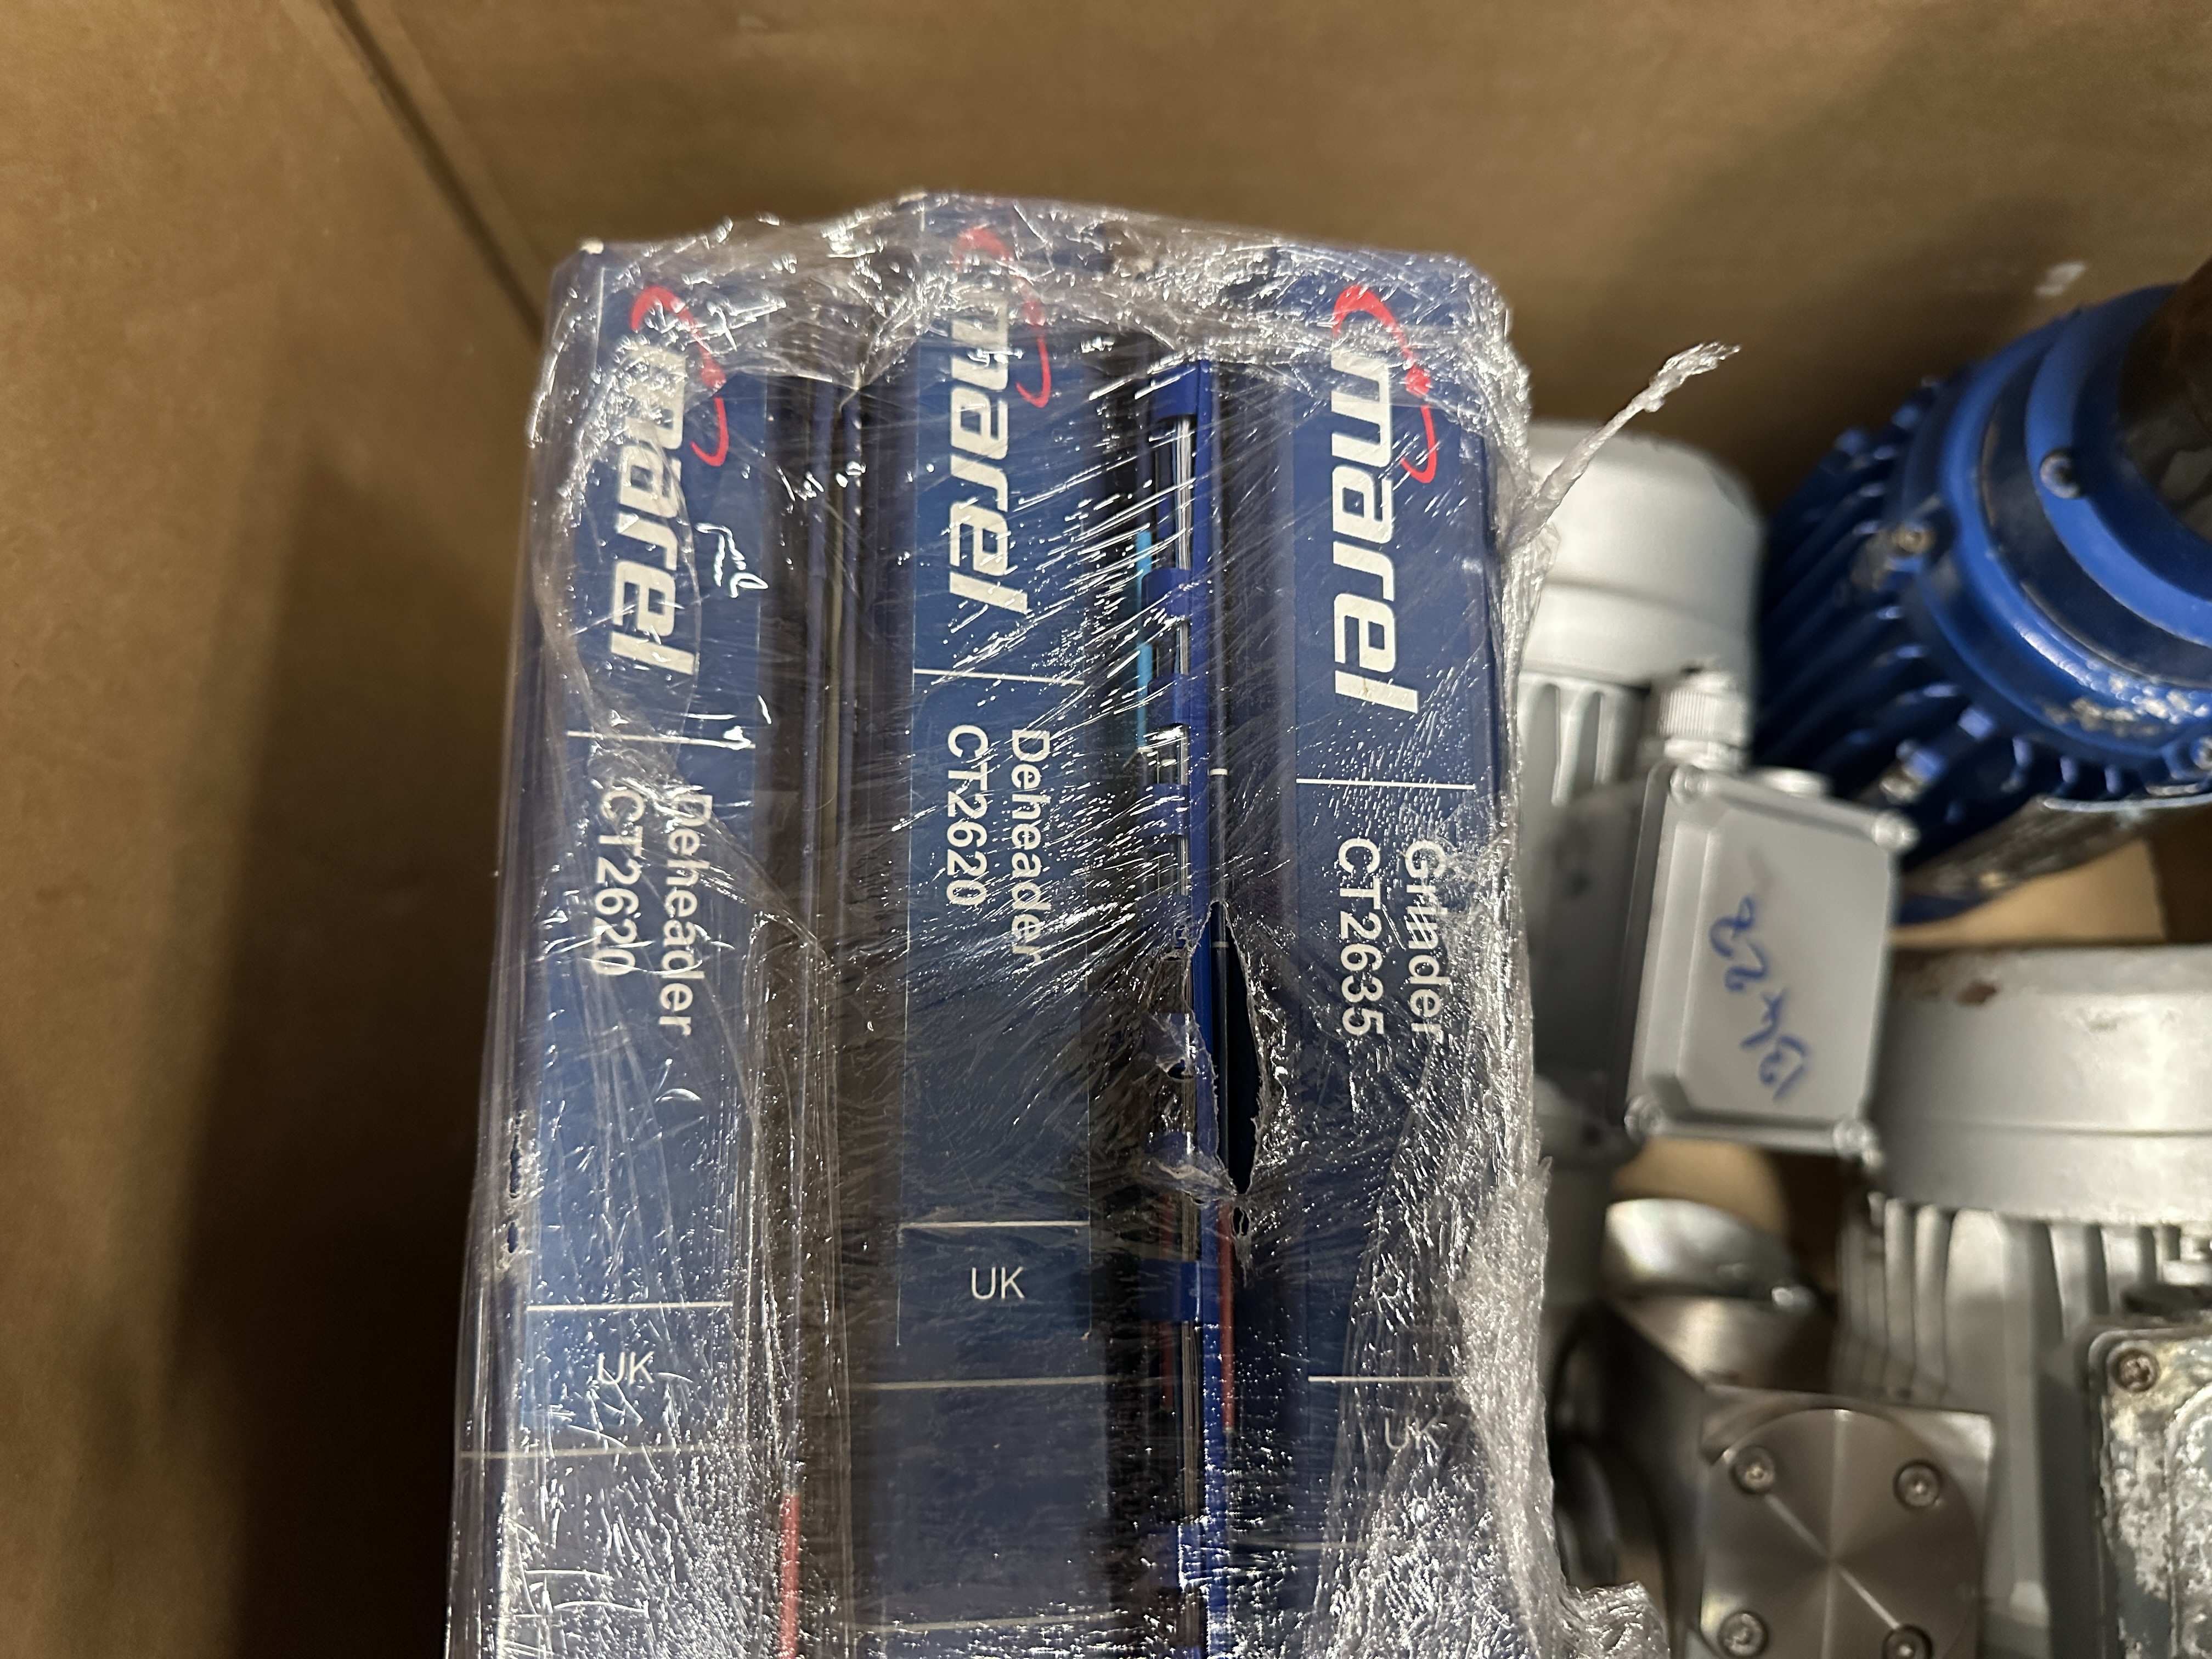 marel
Deheader
CT2620
UK
marel
Deheader
CT2620
UK
marel
Grinder
CT2635
UK